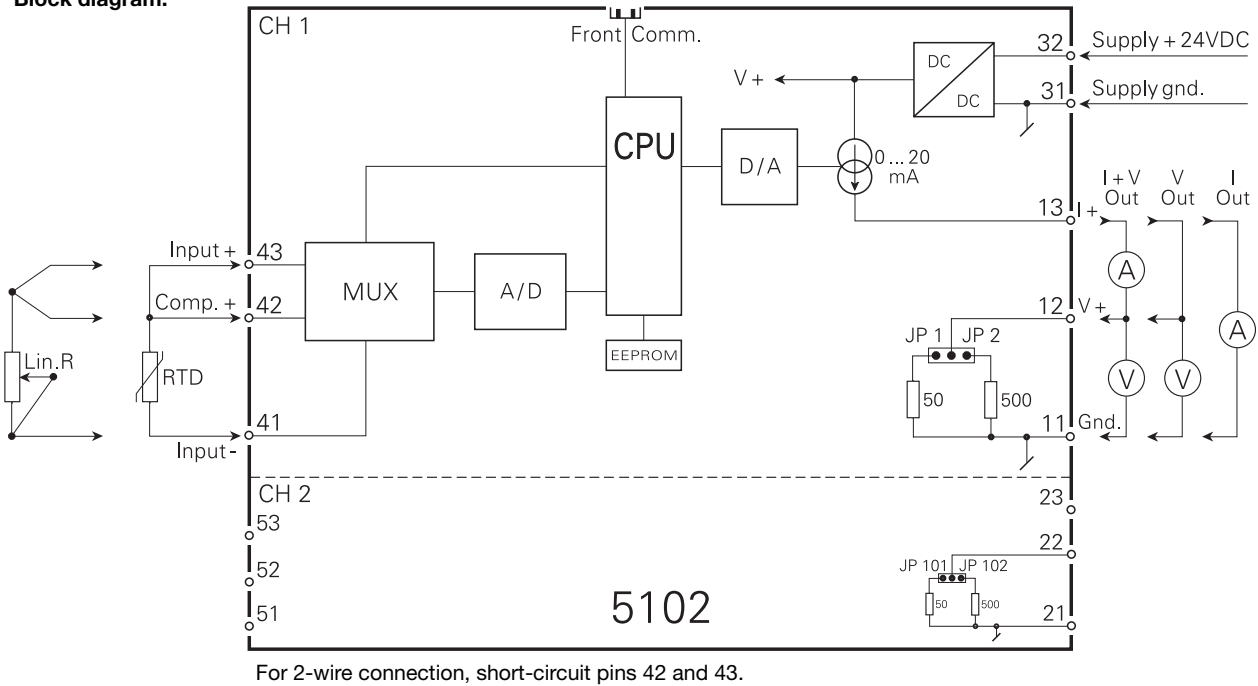 Block diagram:
CH 1
Front Comm.
32
Supply + 24VDC
DC
DC
V +
31
Supply gnd.
CPU
D/A
0 ... 20
mA
I + V
Out
V
Out
I
Out
13
I +
Input +
43
MUX
A/D
A
Comp. +
42
12
V +
A
JP 1
JP 2
EEPROM
Lin.R
RTD
50
500
V
V
41
11
Gnd.
Input -
CH 2
23
53
22
JP 101
JP 102
52
50
500
51
5102
21
For 2-wire connection, short-circuit pins 42 and 43.